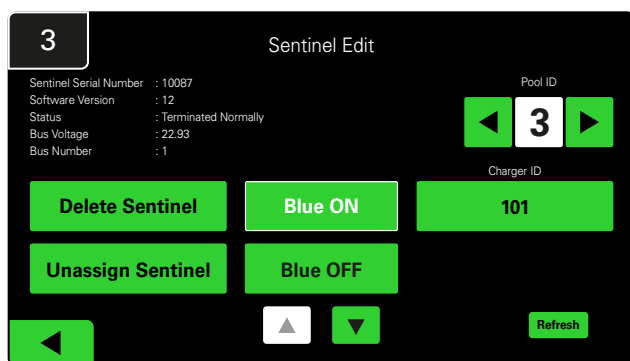 3
Sentinel Edit
Sentinel Serial Number : 10087
Software Version : 12
Status : Terminated Normally
Bus Voltage : 22.93
Bus Number : 1
Pool ID
3
Charger ID
Delete Sentinel
Blue ON
101
Unassign Sentinel
Blue OFF
Refresh